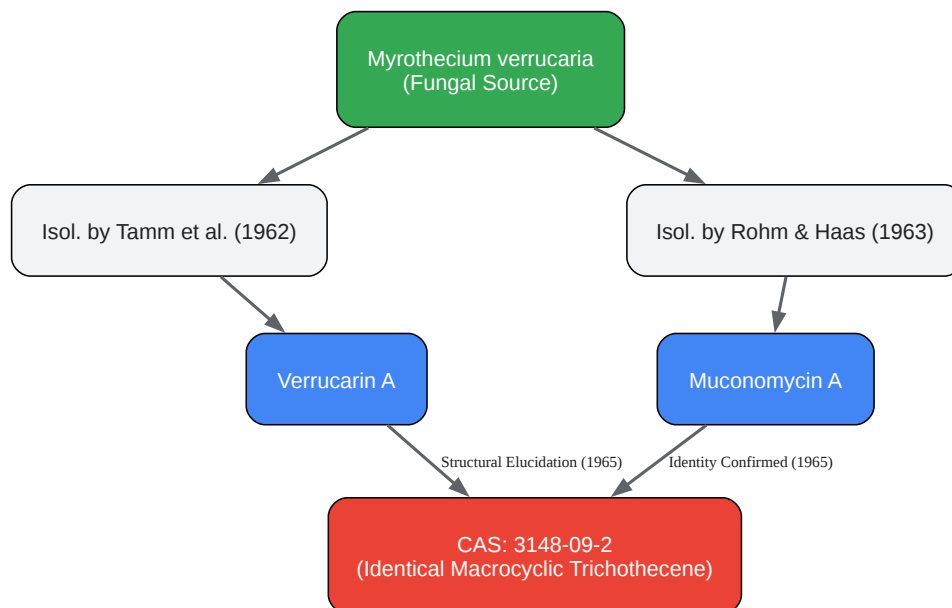 Myrothecium verrucaria
(Fungal Source)
Isol. by Tamm et al. (1962)
Isol. by Rohm & Haas (1963)
Verrucarin A
Muconomycin A
Structural Elucidation (1965)
Identity Confirmed (1965)
CAS: 3148-09-2
(Identical Macrocyclic Trichothecene)